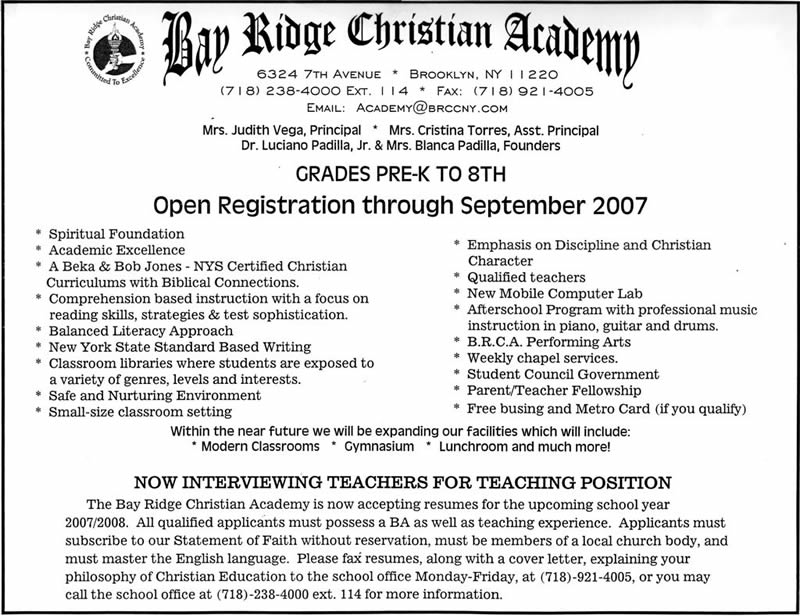 Bay Ridge Christian Academy
Committed To Excellence
Bay Ridge Christian Academy
6324 7TH AVENUE * BROOKLYN, NY 11220
(718) 238-4000 EXT. 114 * FAX: (718) 921-4005
EMAIL: ACADEMY@BRCCNY.COM
Mrs. Judith Vega, Principal * Mrs. Cristina Torres, Asst. Principal
Dr. Luciano Padilla, Jr. & Mrs. Blanca Padilla, Founders
GRADES PRE-K TO 8TH
Open Registration through September 2007
* Spiritual Foundation
* Academic Excellence
* A Beka & Bob Jones - NYS Certified Christian
Curriculums with Biblical Connections.
* Comprehension based instruction with a focus on
reading skills, strategies & test sophistication.
* Balanced Literacy Approach
* New York State Standard Based Writing
* Classroom libraries where students are exposed to
a variety of genres, levels and interests.
* Safe and Nurturing Environment
* Small-size classroom setting
* Emphasis on Discipline and Christian
Character
* Qualified teachers
* New Mobile Computer Lab
* Afterschool Program with professional music
instruction in piano, guitar and drums.
* B.R.C.A. Performing Arts
* Weekly chapel services.
* Student Council Government
* Parent/Teacher Fellowship
* Free busing and Metro Card (if you qualify)
Within the near future we will be expanding our facilities which will include:
* Modern Classrooms * Gymnasium * Lunchroom and much more!
NOW INTERVIEWING TEACHERS FOR TEACHING POSITION
The Bay Ridge Christian Academy is now accepting resumes for the upcoming school year
2007/2008. All qualified applicants must possess a BA as well as teaching experience. Applicants must
subscribe to our Statement of Faith without reservation, must be members of a local church body, and
must master the English language. Please fax resumes, along with a cover letter, explaining your
philosophy of Christian Education to the school office Monday-Friday, at (718)-921-4005, or you may
call the school office at (718)-238-4000 ext. 114 for more information.